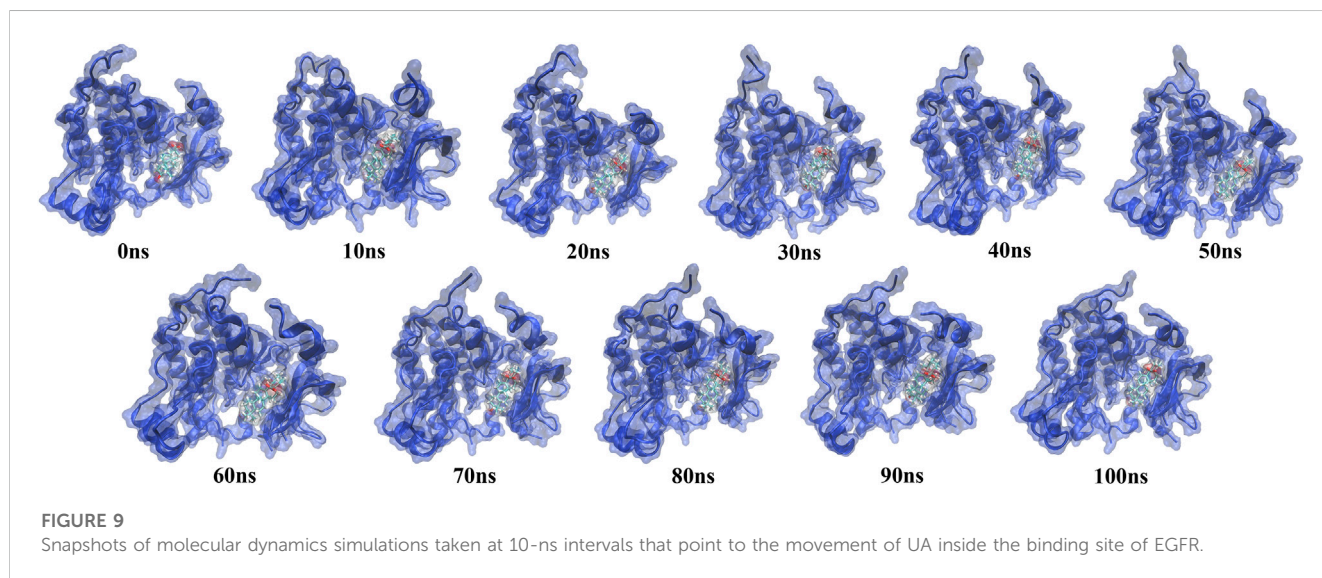 0ns 10ns 20ns 30ns 40ns 50ns
60ns 70ns 80ns 90ns 100ns
FIGURE 9
Snapshots of molecular dynamics simulations taken at 10-ns intervals that point to the movement of UA inside the binding site of EGFR.